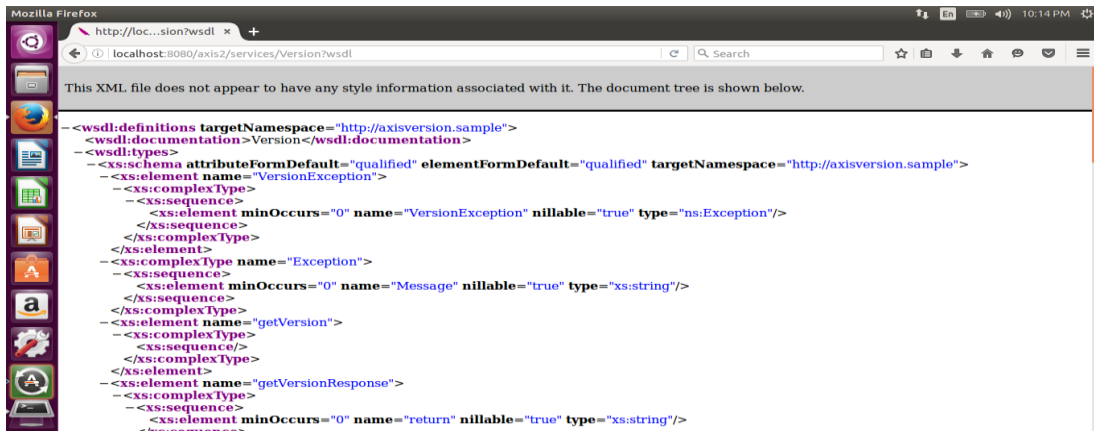 Mozilla Firefox
En
10:14 PM
http://loc...sion?wsdl × +
localhost:8080/axis2/services/Version?wsdl
Search
This XML file does not appear to have any style information associated with it. The document tree is shown below.
−<wsdl:definitions targetNamespace="http://axisversion.sample">
<wsdl:documentation>Version</wsdl:documentation>
−<wsdl:types>
−<xs:schema attributeFormDefault="qualified" elementFormDefault="qualified" targetNamespace="http://axisversion.sample">
−<xs:element name="VersionException">
−<xs:complexType>
−<xs:sequence>
<xs:element minOccurs="0" name="VersionException" nillable="true" type="ns:Exception"/>
</xs:sequence>
</xs:complexType>
</xs:element>
−<xs:complexType name="Exception">
−<xs:sequence>
<xs:element minOccurs="0" name="Message" nillable="true" type="xs:string"/>
</xs:sequence>
</xs:complexType>
−<xs:element name="getVersion">
−<xs:complexType>
<xs:sequence/>
</xs:complexType>
</xs:element>
−<xs:element name="getVersionResponse">
−<xs:complexType>
−<xs:sequence>
<xs:element minOccurs="0" name="return" nillable="true" type="xs:string"/>
</xs:sequence>